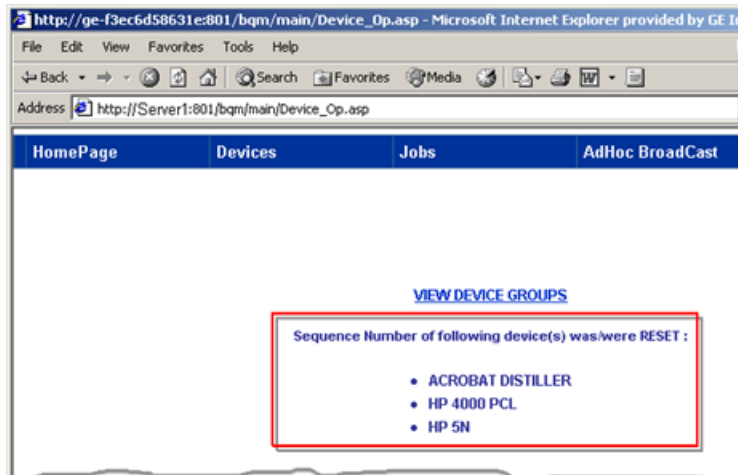 http://ge-f3ec6d58631e:801/bqm/main/Device_Op.asp - Microsoft Internet Explorer provided by GE
File Edit View Favorites Tools Help
Back Search Favorites Media
Address http://Server1:801/bqm/main/Device_Op.asp
HomePage Devices Jobs AdHoc BroadCast
VIEW DEVICE GROUPS
Sequence Number of following device(s) was/were RESET :
• ACROBAT DISTILLER
• HP 4000 PCL
• HP 5N